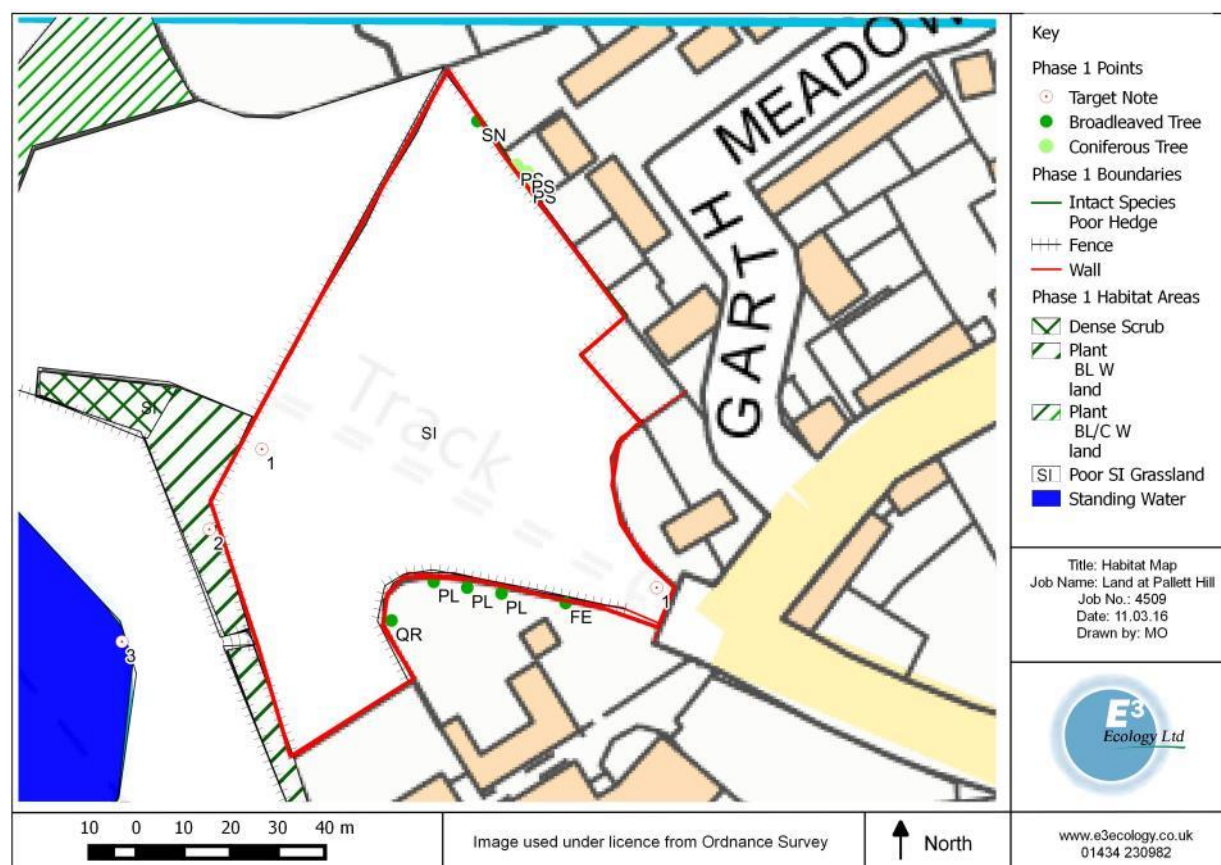 SN
PS
PS
PS
GARTH MEADOW
Track
SI
SI
1
2
3
1
PL
PL
PL
FE
QR
Key
Phase 1 Points
Target Note
Broadleaved Tree
Coniferous Tree
Phase 1 Boundaries
Intact Species
Poor Hedge
Fence
Wall
Phase 1 Habitat Areas
Dense Scrub
Plant
BL W
land
Plant
BL/C W
land
SI Poor SI Grassland
Standing Water
Title: Habitat Map
Job Name: Land at Pallett Hill
Job No.: 4509
Date: 11.03.16
Drawn by: MO
E3
Ecology Ltd
10 0 10 20 30 40 m
Image used under licence from Ordnance Survey
North
www.e3ecology.co.uk
01434 230982